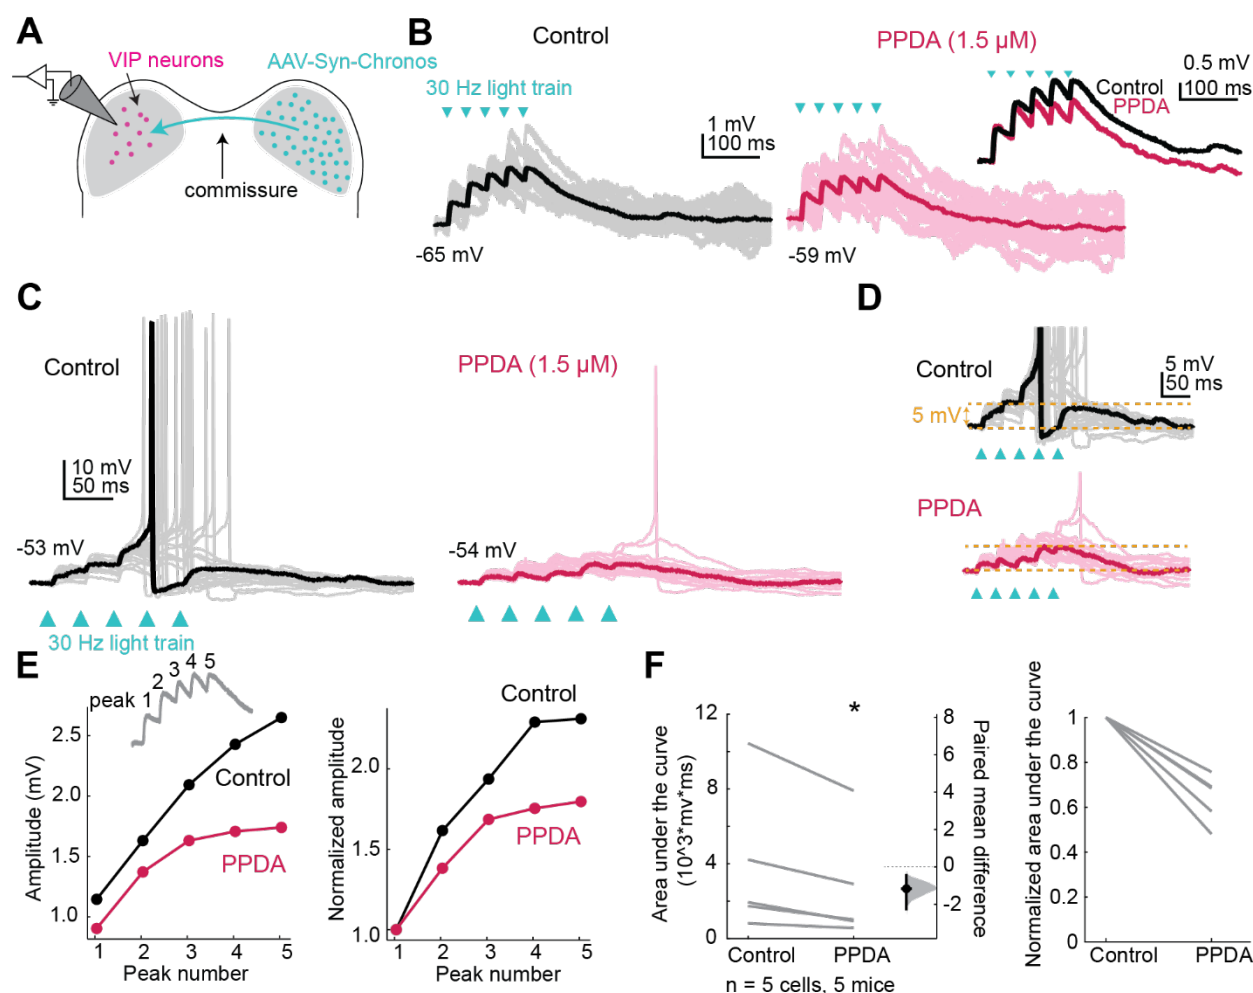 A
VIP neurons
AAV-Syn-Chronos
commissure
B
Control
30 Hz light train
1 mV
100 ms
-65 mV
PPDA (1.5 µM)
-59 mV
Control
PPDA
0.5 mV
100 ms
C
Control
10 mV
50 ms
-53 mV
30 Hz light train
PPDA (1.5 µM)
-54 mV
D
Control
5 mV
50 ms
5 mV
PPDA
E
peak 1 2 3 4 5
Amplitude (mV)
2.5
2.0
1.5
1.0
Control
PPDA
1 2 3 4 5
Peak number
Normalized amplitude
2.0
1.0
Control
PPDA
1 2 3 4 5
Peak number
F
Area under the curve
(10^3*mv*ms)
12
8
4
0
*
Control
PPDA
n = 5 cells, 5 mice
8
6
4
2
0
-2
Paired mean difference
Normalized area under the curve
1
0.8
0.6
0.4
0.2
0
Control
PPDA